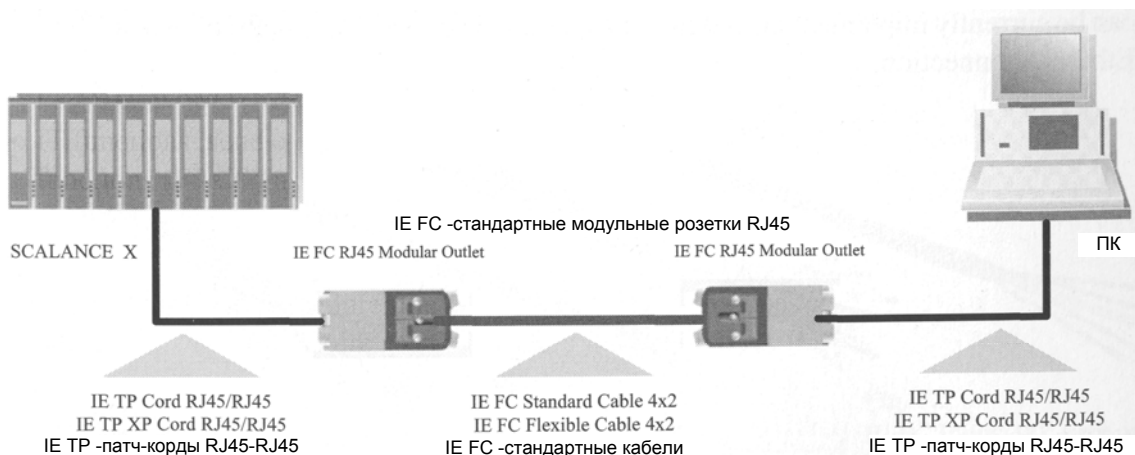 IE FC -стандартные модульные розетки RJ45
SCALANCE X
IE FC RJ45 Modular Outlet
IE FC RJ45 Modular Outlet
ПК
IE TP Cord RJ45/RJ45
IE TP XP Cord RJ45/RJ45
IE TP -патч-корды RJ45-RJ45
IE FC Standard Cable 4x2
IE FC Flexible Cable 4x2
IE FC -стандартные кабели
IE TP Cord RJ45/RJ45
IE TP XP Cord RJ45/RJ45
IE TP -патч-корды RJ45-RJ45